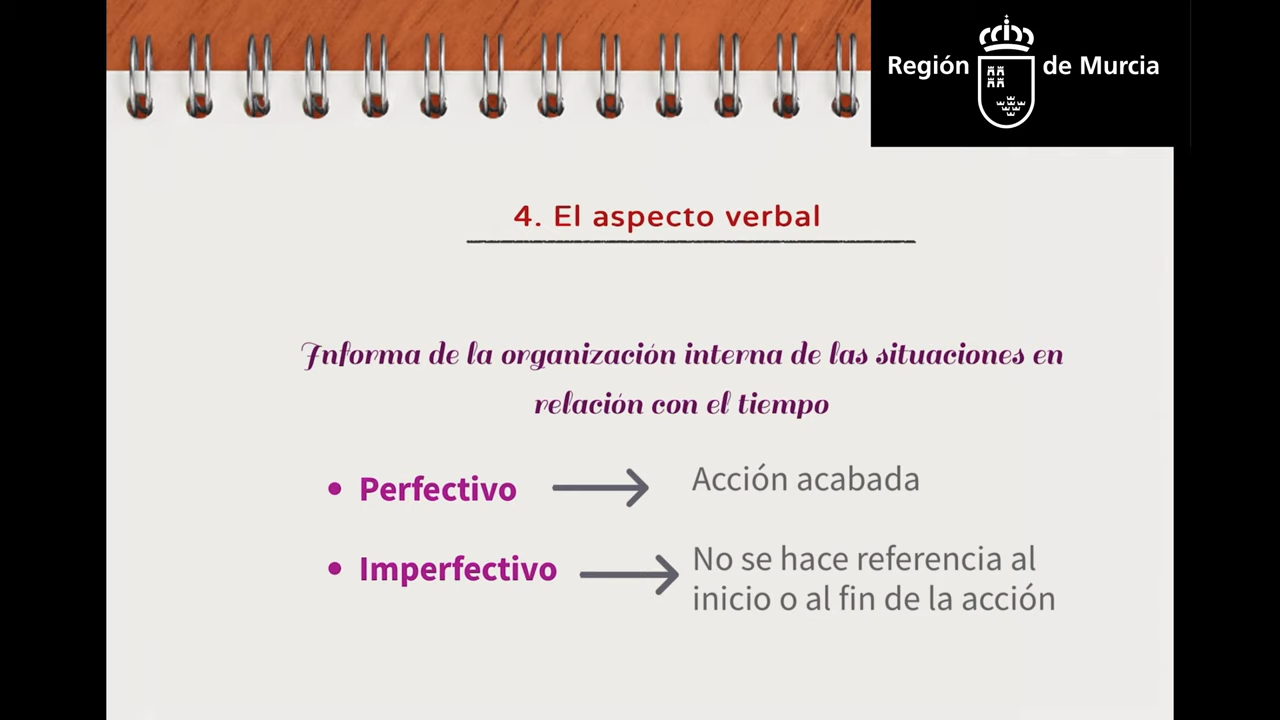 Región de Murcia
4. El aspecto verbal
Informa de la organización interna de las situaciones en
relación con el tiempo
• Perfectivo
Acción acabada
• Imperfectivo
No se hace referencia al
inicio o al fin de la acción